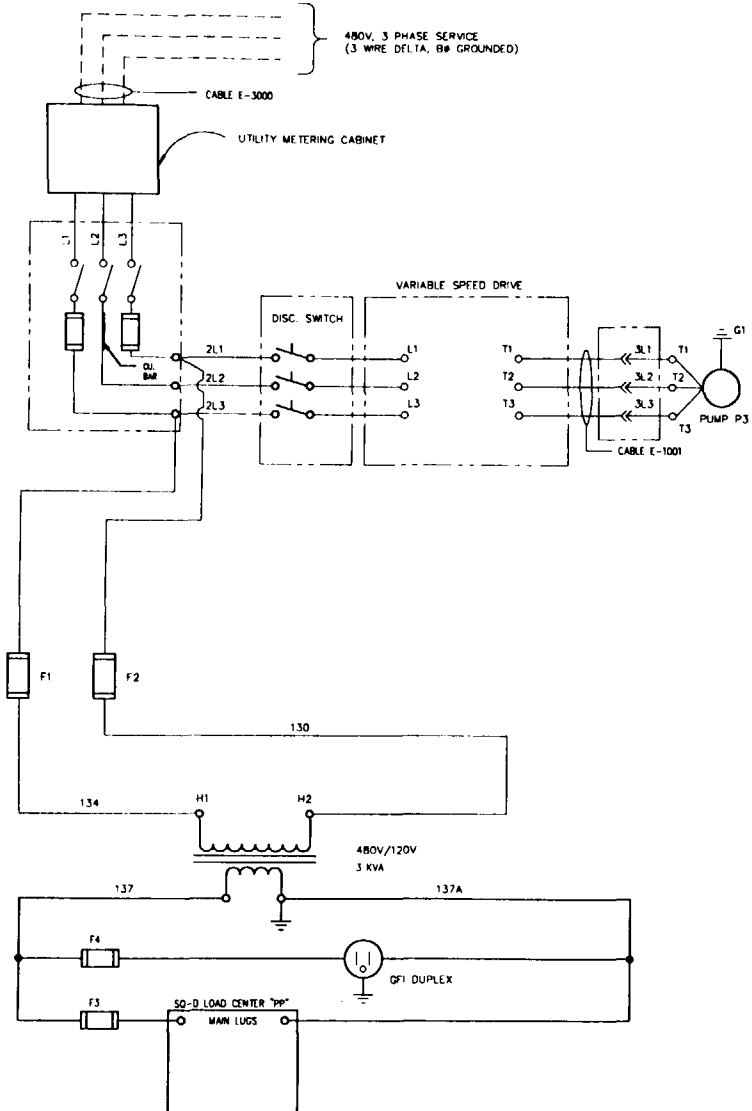 480V, 3 PHASE SERVICE
(3 WIRE DELTA, BØ GROUNDED)
CABLE E-3000
UTILITY METERING CABINET
L1
L2
L3
CU.
BAR
2L1
2L2
2L3
DISC. SWITCH
VARIABLE SPEED DRIVE
L1
L2
L3
T1
T2
T3
3L1
3L2
3L3
T1
T2
T3
G1
PUMP P3
CABLE E-1001
F1
F2
130
134
H1
H2
480V/120V
3 KVA
137
137A
F4
GFI DUPLEX
F3
SQ-D LOAD CENTER "PP"
MAIN LUGS